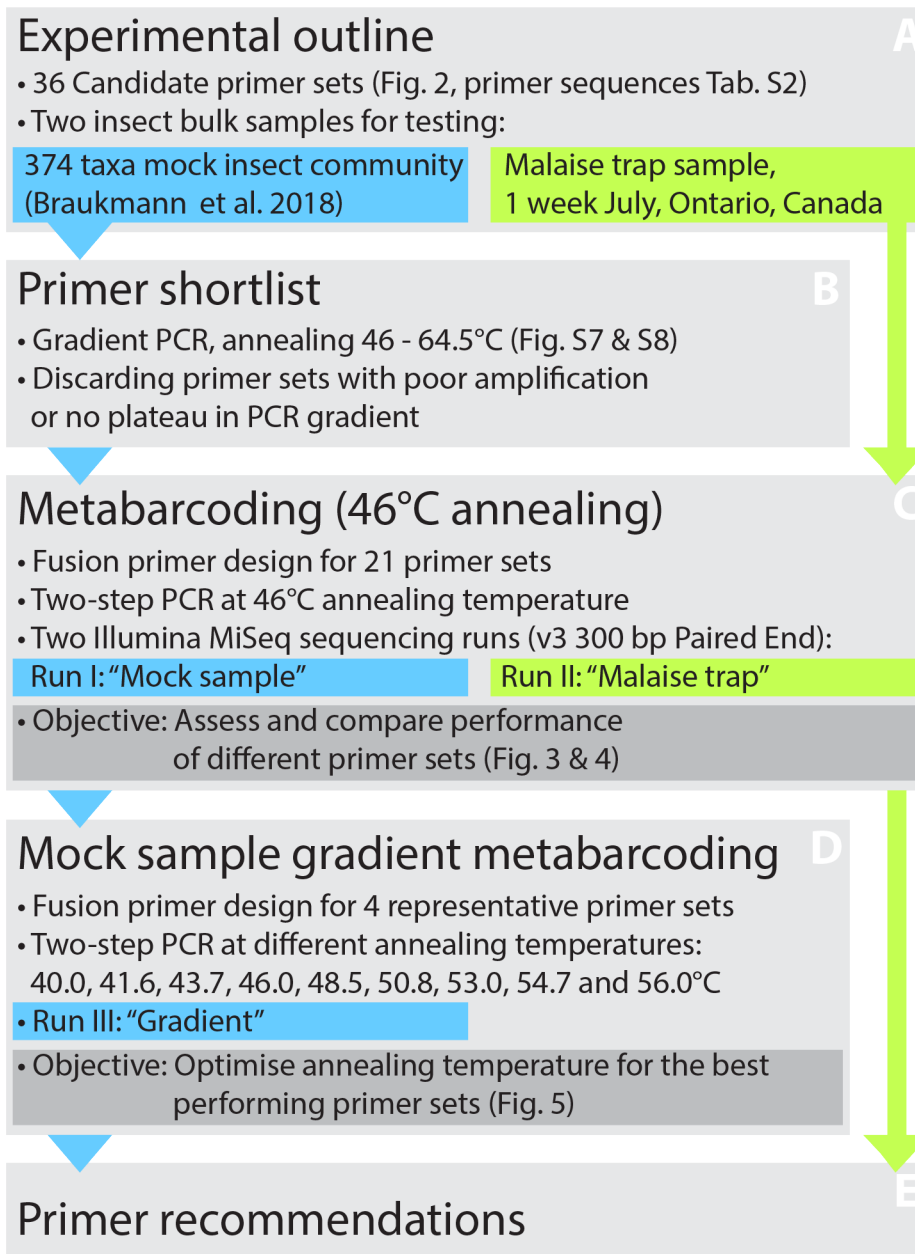 Experimental outline A
• 36 Candidate primer sets (Fig. 2, primer sequences Tab. S2)
• Two insect bulk samples for testing:
374 taxa mock insect community
(Braukmann et al. 2018)
Malaise trap sample,
1 week July, Ontario, Canada
Primer shortlist B
• Gradient PCR, annealing 46 - 64.5°C (Fig. S7 & S8)
• Discarding primer sets with poor amplification
or no plateau in PCR gradient
Metabarcoding (46°C annealing) C
• Fusion primer design for 21 primer sets
• Two-step PCR at 46°C annealing temperature
• Two Illumina MiSeq sequencing runs (v3 300 bp Paired End):
Run I: “Mock sample”
Run II: “Malaise trap”
• Objective: Assess and compare performance
of different primer sets (Fig. 3 & 4)
Mock sample gradient metabarcoding D
• Fusion primer design for 4 representative primer sets
• Two-step PCR at different annealing temperatures:
40.0, 41.6, 43.7, 46.0, 48.5, 50.8, 53.0, 54.7 and 56.0°C
• Run III: “Gradient”
• Objective: Optimise annealing temperature for the best
performing primer sets (Fig. 5)
E
Primer recommendations